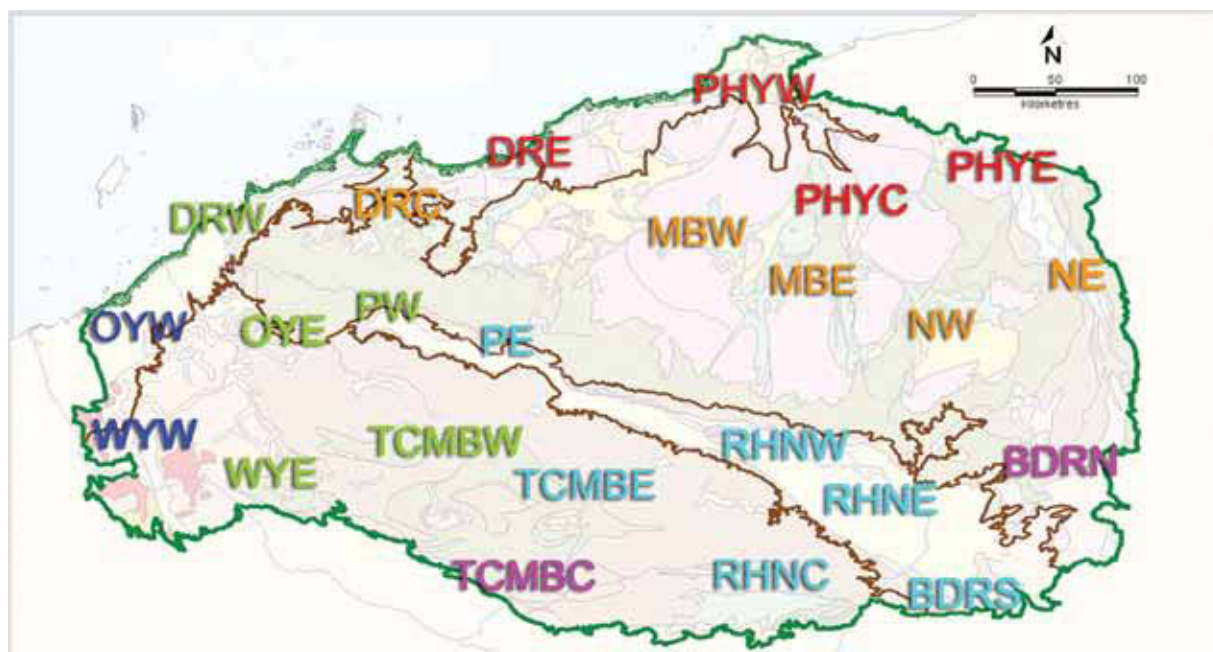 N
0 50 100
Kilometres
PHYW
DRE
PHYE
DRW
DRC
PHYC
MBW
MBE
NE
OYW
OYE
PW
PE
NW
WYW
WYE
TCMBW
TCMBE
RHNW
RHNE
BDRN
TCMBC
RHNC
BDRS